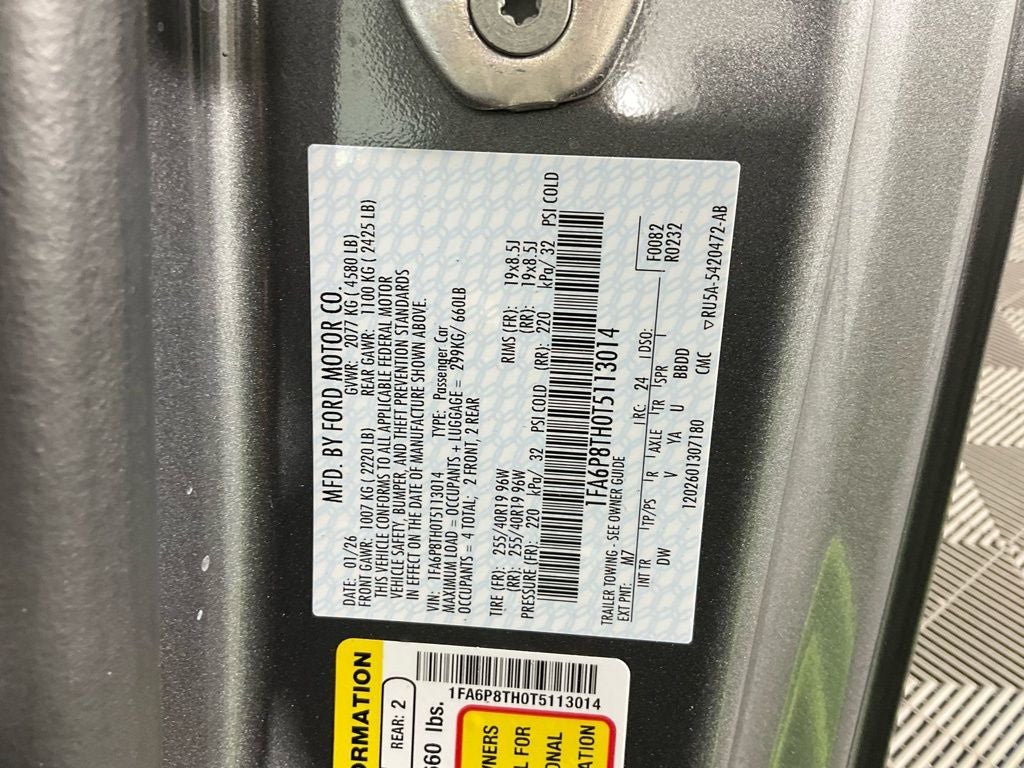 MFD. BY FORD MOTOR CO.
DATE: 01/26 GVWR: 2077 KG ( 4580 LB)
FRONT GAWR: 1007 KG ( 2220 LB) REAR GAWR: 1100 KG ( 2425 LB)
THIS VEHICLE CONFORMS TO ALL APPLICABLE FEDERAL MOTOR
VEHICLE SAFETY, BUMPER, AND THEFT PREVENTION STANDARDS
IN EFFECT ON THE DATE OF MANUFACTURE SHOWN ABOVE.
VIN: 1FA6P8TH0T5113014 TYPE: Passenger Car
MAXIMUM LOAD = OCCUPANTS + LUGGAGE = 299KG/ 660LB
OCCUPANTS = 4 TOTAL; 2 FRONT, 2 REAR
TIRE (FR): 255/40R19 96W RIMS (FR): 19x8.5J
(RR): 255/40R19 96W (RR): 19x8.5J
PRESSURE (FR): 220 kPa/ 32 PSI COLD (RR): 220 kPa/ 32 PSI COLD
1FA6P8TH0T5113014
TRAILER TOWING - SEE OWNER GUIDE
EXT PNT: M7 RC: 24 DSO: F0082
R0232
INT TR TP/PS R AXLE TR SPR
DW V YA U BBDD
1202601307180 CMC
▽RU5A-5420472-AB
ORMATION
REAR: 2
660 lbs.
1FA6P8TH0T5113014
NERS
L FOR
ONAL
ATION